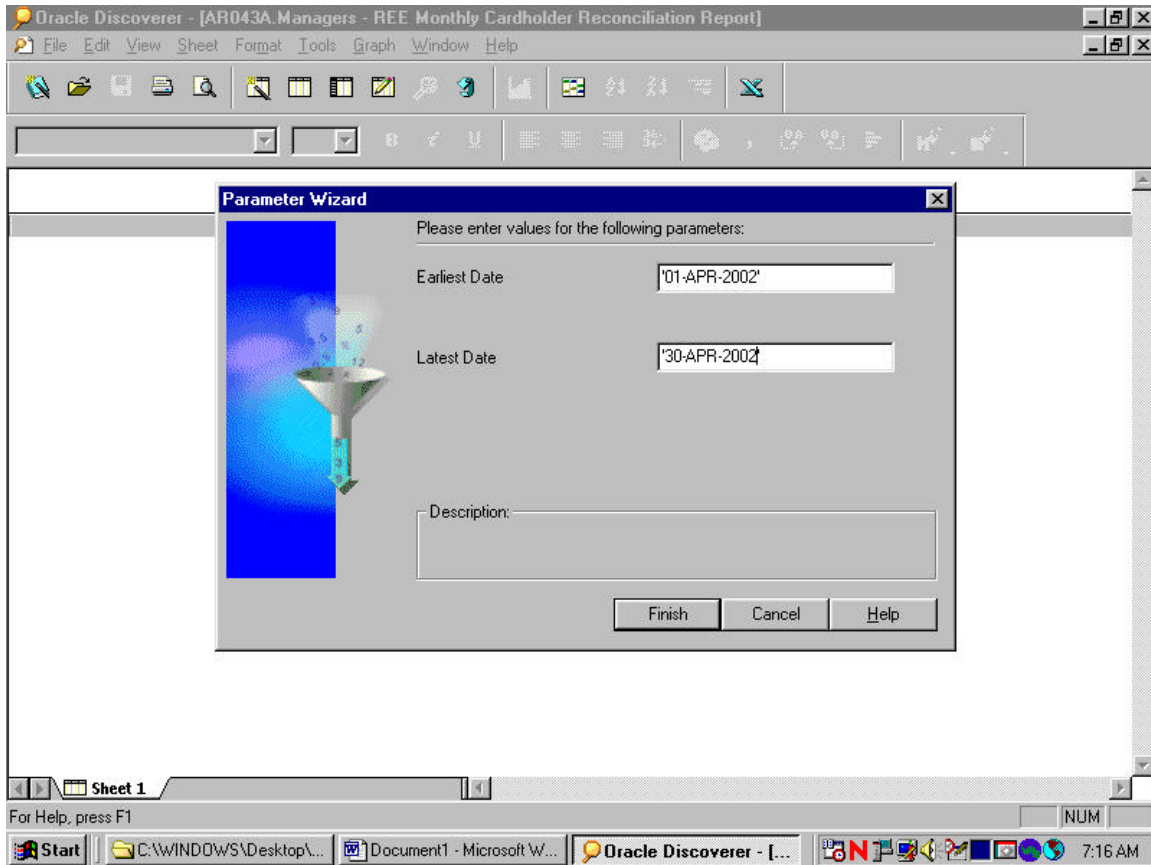 Oracle Discoverer - [AR043A.Managers - REE Monthly Cardholder Reconciliation Report]
File Edit View Sheet Format Tools Graph Window Help
B I U
Parameter Wizard
Please enter values for the following parameters:
Earliest Date '01-APR-2002'
Latest Date '30-APR-2002'
Description:
Finish Cancel Help
Sheet 1
For Help, press F1 NUM
Start C:\WINDOWS\Desktop\... Document1 - Microsoft W... Oracle Discoverer - [... 7:16 AM